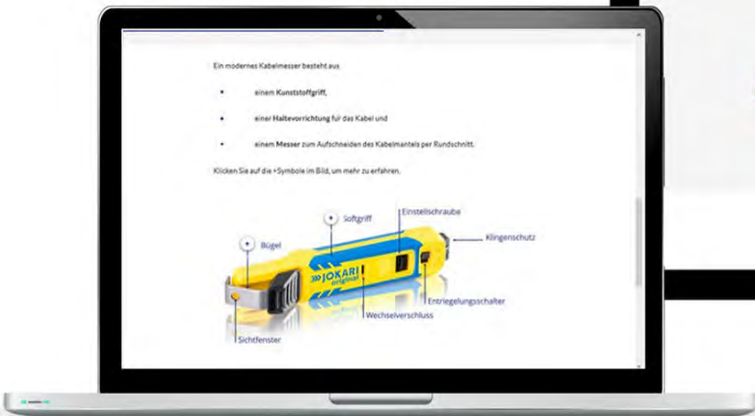 Ein modernes Kabelmesser besteht aus
• einem Kunststoffgriff,
• einer Haltevorrichtung für das Kabel und
• einem Messer zum Aufschneiden des Kabelmantels per Rundschnitt.
Klicken Sie auf die +Symbole im Bild, um mehr zu erfahren.
+ Softgriff
Einstellschraube
+ Bügel
Klingenschutz
JOKARI
original
Entriegelungsschalter
Wechselverschluss
Sichtfenster